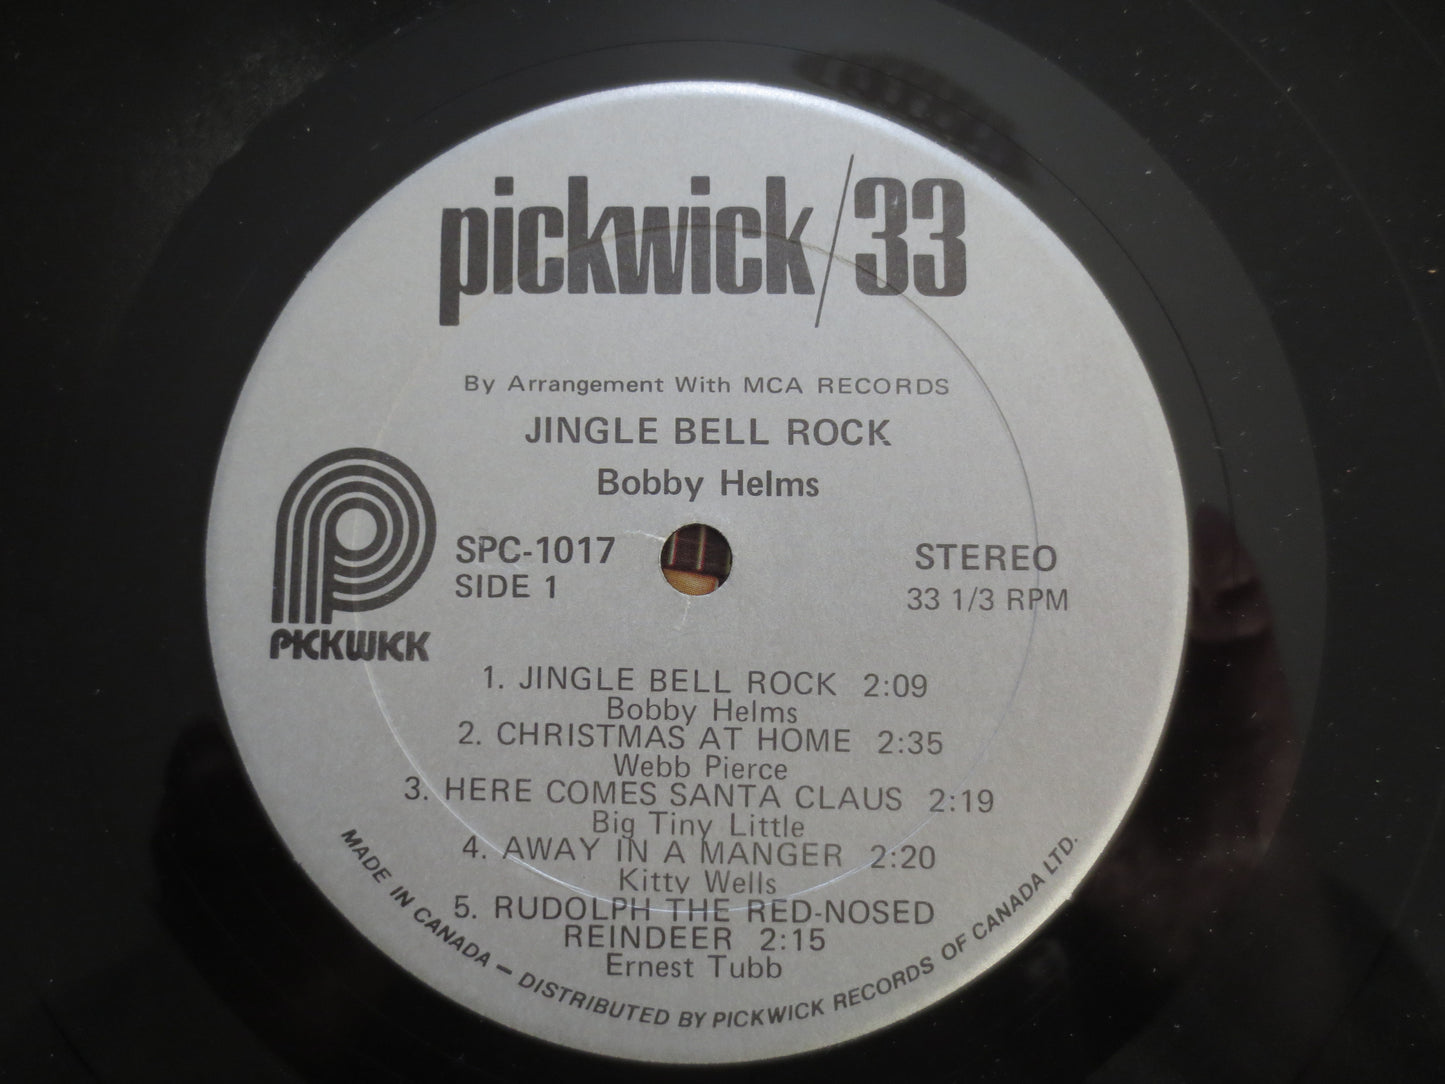 pickwick/33
By Arrangement With MCA RECORDS
JINGLE BELL ROCK
Bobby Helms
PICKWICK
SPC-1017
SIDE 1
STEREO
33 1/3 RPM
1. JINGLE BELL ROCK 2:09
Bobby Helms
2. CHRISTMAS AT HOME 2:35
Webb Pierce
3. HERE COMES SANTA CLAUS 2:19
Big Tiny Little
4. AWAY IN A MANGER 2:20
Kitty Wells
5. RUDOLPH THE RED-NOSED
REINDEER 2:15
Ernest Tubb
MADE IN CANADA – DISTRIBUTED BY PICKWICK RECORDS OF CANADA LTD.